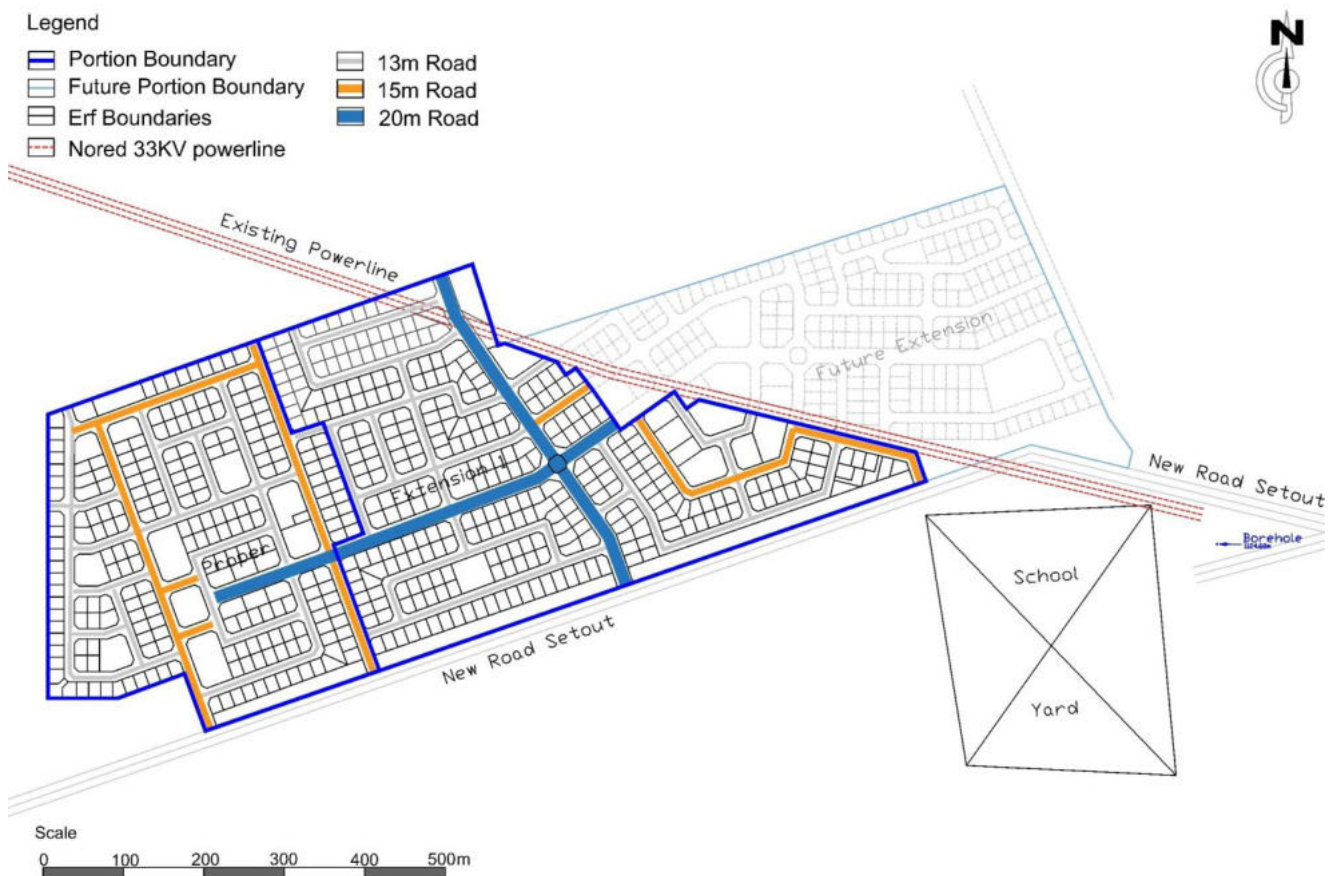 Legend
Portion Boundary
Future Portion Boundary
Erf Boundaries
Nored 33KV powerline
13m Road
15m Road
20m Road
N
Existing Powerline
Future Extension
Extension 1
Proper
New Road Setout
New Road Setout
Borehole
School
Yard
Scale
0 100 200 300 400 500m